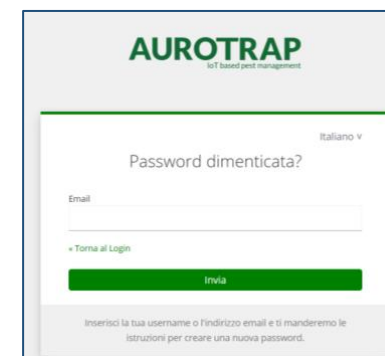 AUROTRAP
IoT based pest management
Italiano v
Password dimenticata?
Email
« Torna al Login
Invia
Inserisci la tua username o l'indirizzo email e ti manderemo le
istruzioni per creare una nuova password.